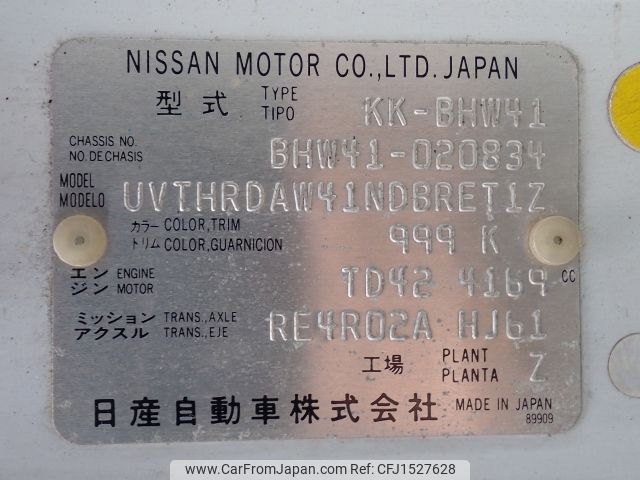 NISSAN MOTOR CO.,LTD. JAPAN
型式 TYPE TIPO KK-BHW41
CHASSIS NO. NO. DE CHASIS BHW41-020834
MODEL MODELO UVTHRDAW41NDBRET1Z
カラー COLOR,TRIM
トリム COLOR,GUARNICION 999 K
エン ENGINE
ジン MOTOR TD42 4169 CC
ミッション TRANS.,AXLE
アクスル TRANS.,EJE RE4R02A HJ61
工場 PLANT PLANTA Z
日産自動車株式会社 MADE IN JAPAN
89909
www.CarFromJapan.com - CFJ1527628